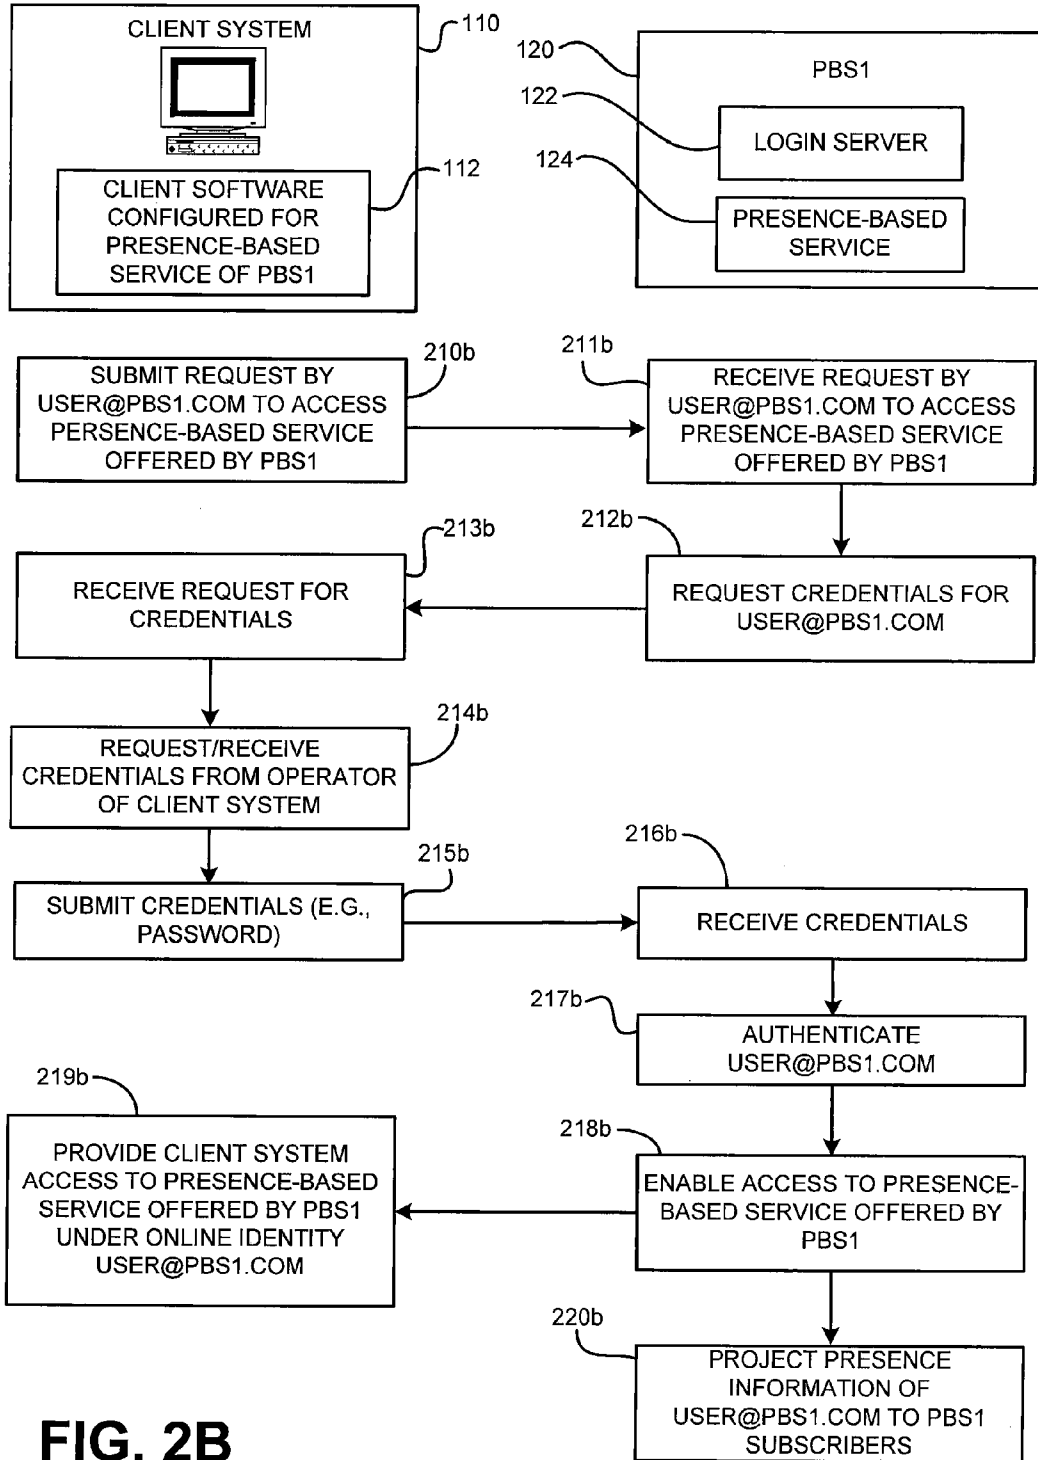 CLIENT SYSTEM
110
CLIENT SOFTWARE
CONFIGURED FOR
PRESENCE-BASED
SERVICE OF PBS1
112
120
PBS1
122
LOGIN SERVER
124
PRESENCE-BASED
SERVICE
210b
SUBMIT REQUEST BY
USER@PBS1.COM TO ACCESS
PERSENCE-BASED SERVICE
OFFERED BY PBS1
211b
RECEIVE REQUEST BY
USER@PBS1.COM TO ACCESS
PRESENCE-BASED SERVICE
OFFERED BY PBS1
212b
REQUEST CREDENTIALS FOR
USER@PBS1.COM
213b
RECEIVE REQUEST FOR
CREDENTIALS
214b
REQUEST/RECEIVE
CREDENTIALS FROM OPERATOR
OF CLIENT SYSTEM
215b
SUBMIT CREDENTIALS (E.G.,
PASSWORD)
216b
RECEIVE CREDENTIALS
217b
AUTHENTICATE
USER@PBS1.COM
218b
ENABLE ACCESS TO PRESENCE-
BASED SERVICE OFFERED BY
PBS1
219b
PROVIDE CLIENT SYSTEM
ACCESS TO PRESENCE-BASED
SERVICE OFFERED BY PBS1
UNDER ONLINE IDENTITY
USER@PBS1.COM
220b
PROJECT PRESENCE
INFORMATION OF
USER@PBS1.COM TO PBS1
SUBSCRIBERS
FIG. 2B